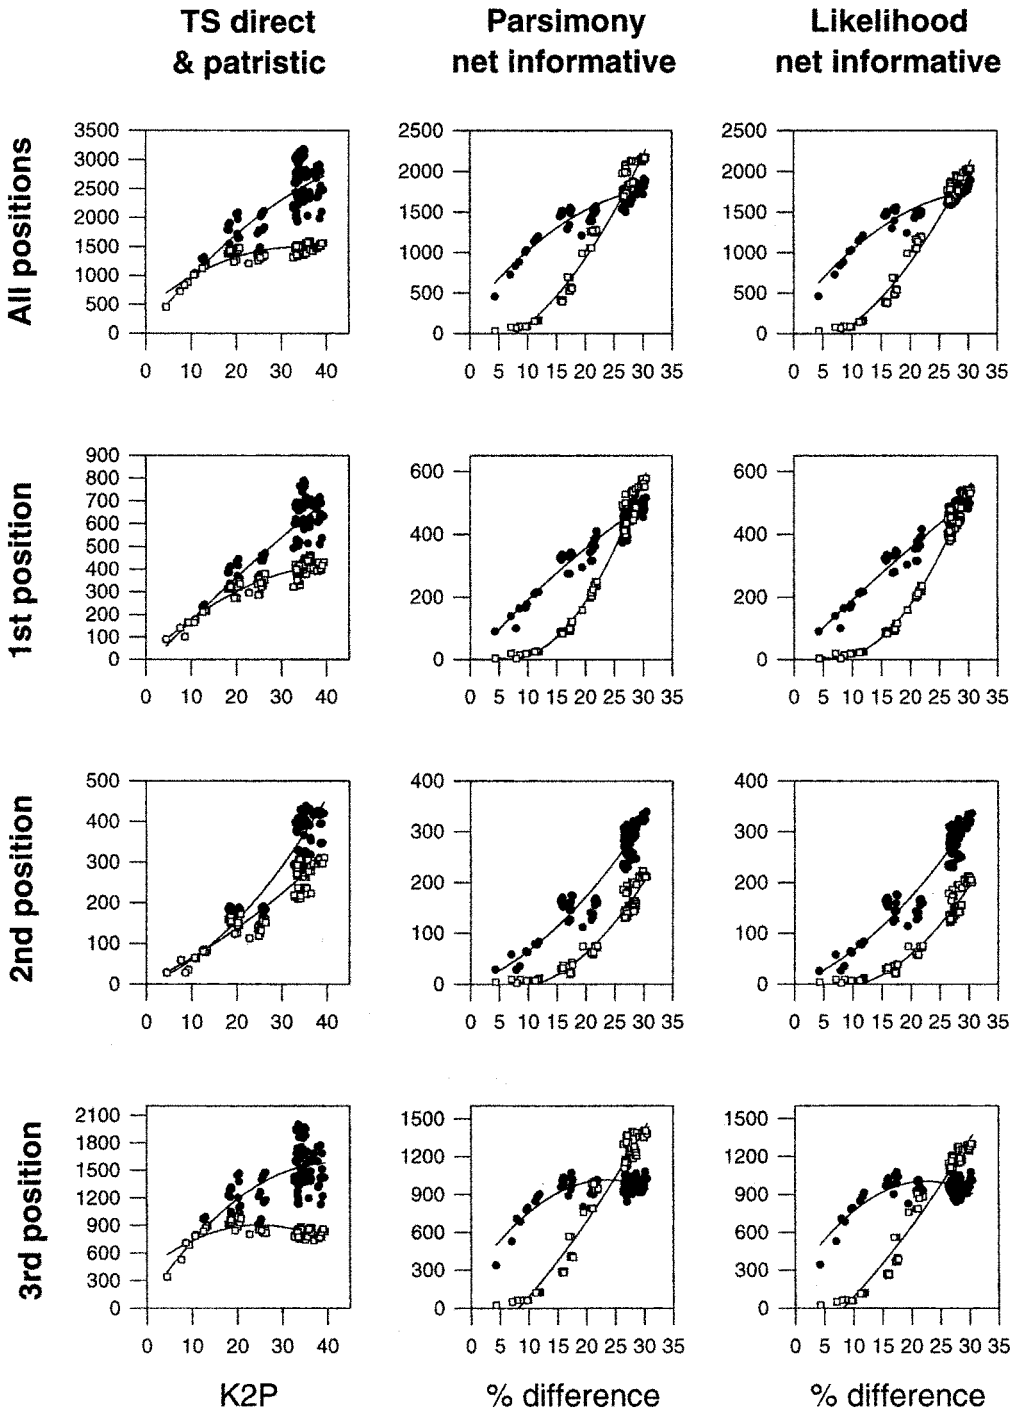 TS direct Parsimony Likelihood
& patristic net informative net informative
All positions
3500 3000 2500 2000 1500 1000 500 0
0 10 20 30 40
2500 2000 1500 1000 500 0
0 5 10 15 20 25 30 35
2500 2000 1500 1000 500 0
0 5 10 15 20 25 30 35
1st position
900 800 700 600 500 400 300 200 100 0
0 10 20 30 40
600 400 200 0
0 5 10 15 20 25 30 35
600 400 200 0
0 5 10 15 20 25 30 35
2nd position
500 400 300 200 100 0
0 10 20 30 40
400 300 200 100 0
0 5 10 15 20 25 30 35
400 300 200 100 0
0 5 10 15 20 25 30 35
3rd position
2100 1800 1500 1200 900 600 300 0
0 10 20 30 40
1500 1200 900 600 300 0
0 5 10 15 20 25 30 35
1500 1200 900 600 300 0
0 5 10 15 20 25 30 35
K2P % difference % difference